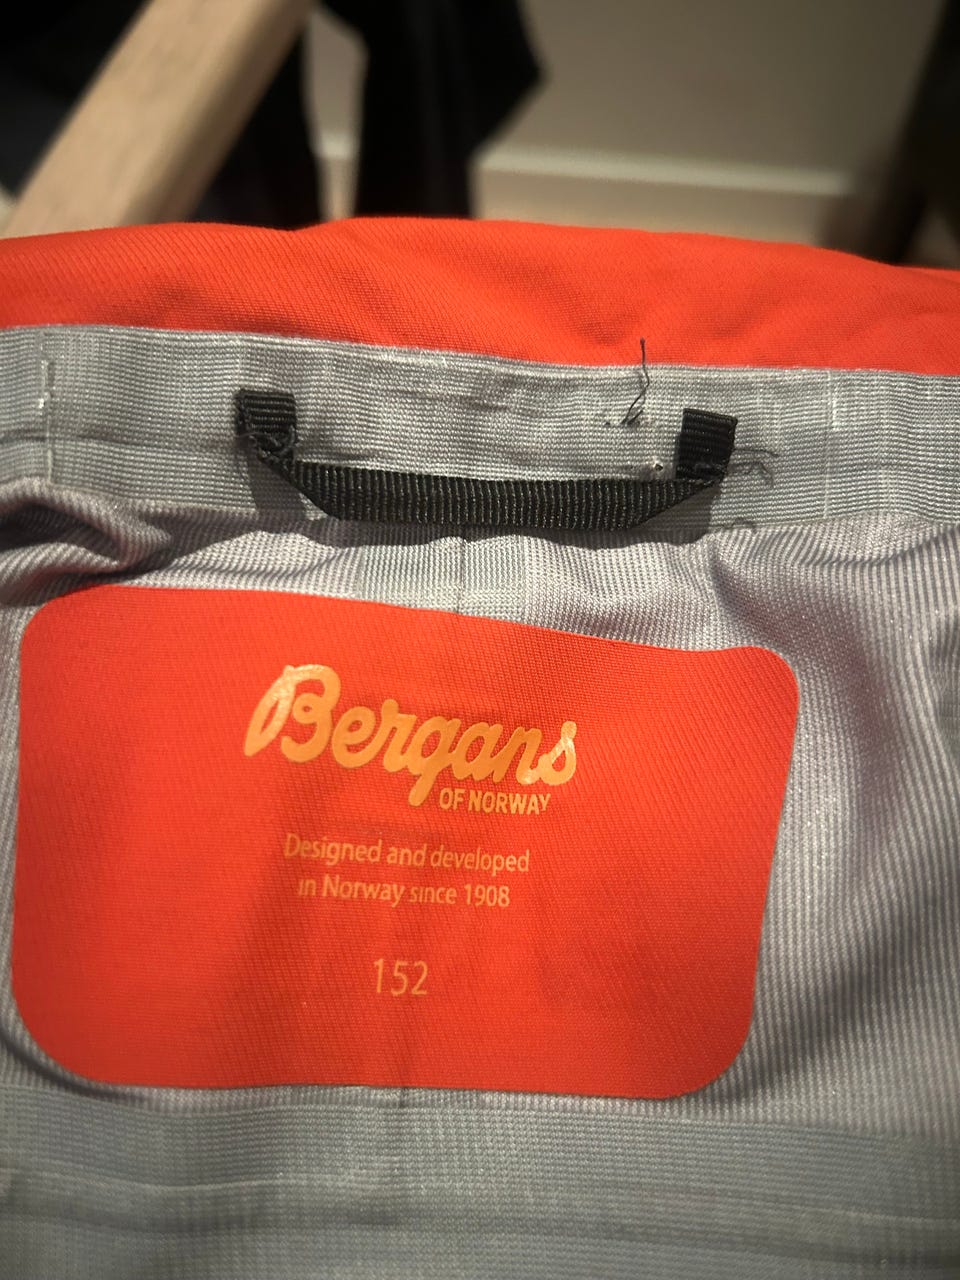 Bergans
OF NORWAY
Designed and developed
in Norway since 1908
152